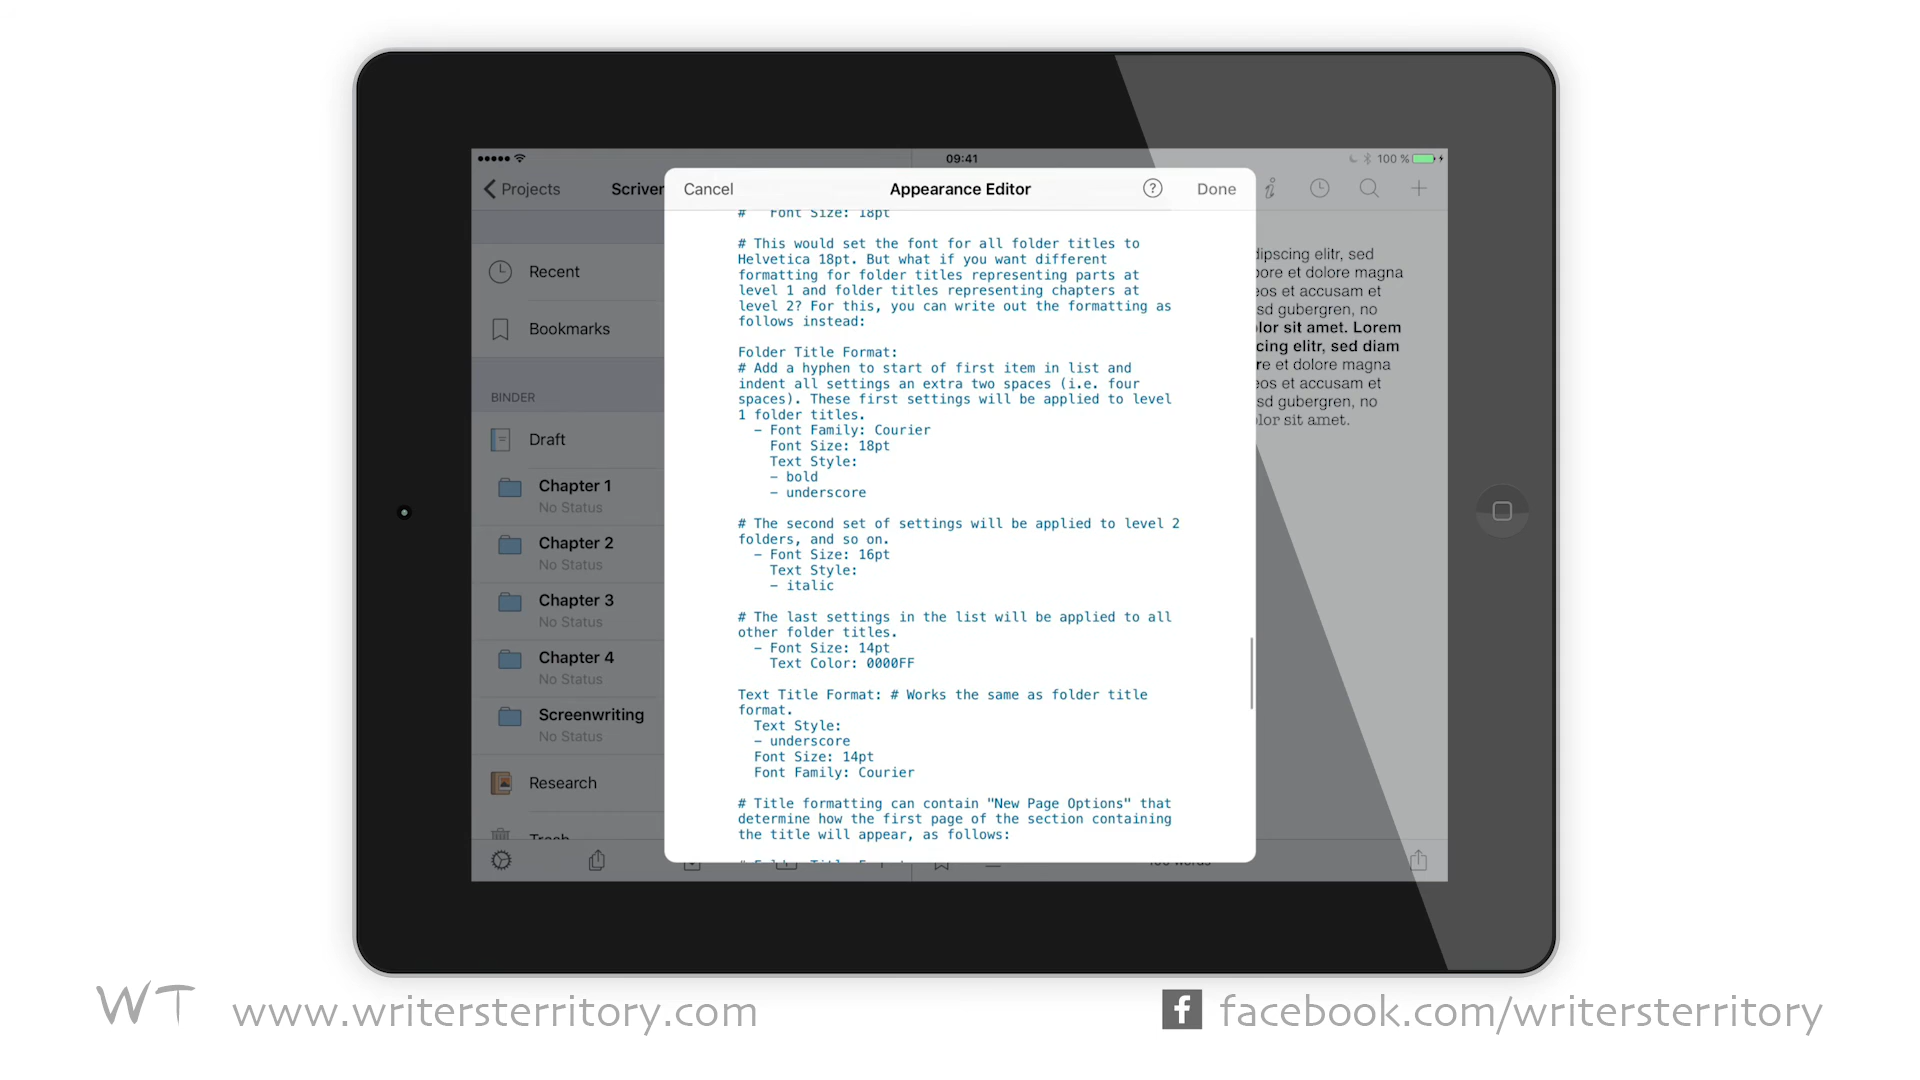 09:41
100 %
Projects
Scriver
Cancel
Appearance Editor
?
Done
# Font Size: 18pt
# This would set the font for all folder titles to
Helvetica 18pt. But what if you want different
formatting for folder titles representing parts at
level 1 and folder titles representing chapters at
level 2? For this, you can write out the formatting as
follows instead:
Folder Title Format:
# Add a hyphen to start of first item in list and
indent all settings an extra two spaces (i.e. four
spaces). These first settings will be applied to level
1 folder titles.
- Font Family: Courier
Font Size: 18pt
Text Style:
- bold
- underscore
# The second set of settings will be applied to level 2
folders, and so on.
- Font Size: 16pt
Text Style:
- italic
# The last settings in the list will be applied to all
other folder titles.
- Font Size: 14pt
Text Color: 0000FF
Text Title Format: # Works the same as folder title
format.
Text Style:
- underscore
Font Size: 14pt
Font Family: Courier
# Title formatting can contain "New Page Options" that
determine how the first page of the section containing
the title will appear, as follows:
Recent
Bookmarks
BINDER
Draft
Chapter 1
No Status
Chapter 2
No Status
Chapter 3
No Status
Chapter 4
No Status
Screenwriting
No Status
Research
Trash
dipscing elitr, sed
ore et dolore magna
eos et accusam et
sd gubergren, no
lor sit amet. Lorem
cing elitr, sed diam
re et dolore magna
eos et accusam et
sd gubergren, no
lor sit amet.
words
WT www.writersterritory.com
f facebook.com/writersterritory